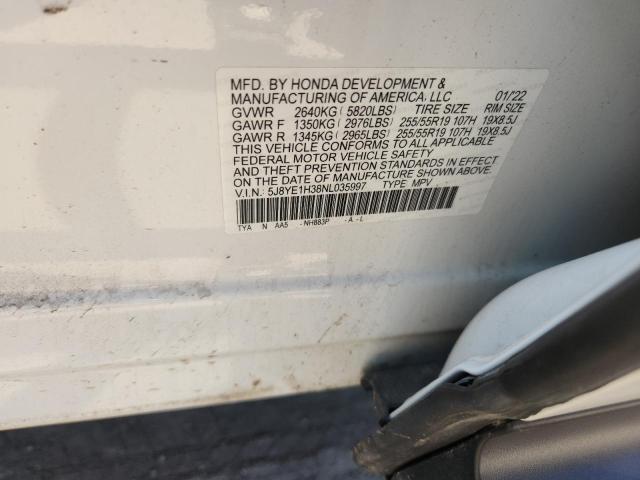 MFD. BY HONDA DEVELOPMENT &
MANUFACTURING OF AMERICA, LLC 01/22
GVWR 2640KG ( 5820LBS) TIRE SIZE RIM SIZE
GAWR F 1350KG ( 2976LBS) 255/55R19 107H 19X8.5J
GAWR R 1345KG ( 2965LBS) 255/55R19 107H 19X8.5J
THIS VEHICLE CONFORMS TO ALL APPLICABLE
FEDERAL MOTOR VEHICLE SAFETY
AND THEFT PREVENTION STANDARDS IN EFFECT
ON THE DATE OF MANUFACTURE SHOWN ABOVE.
V.I.N.: 5J8YE1H38NL035997 TYPE: MPV
TYA N AA5 - NH883P - A - L